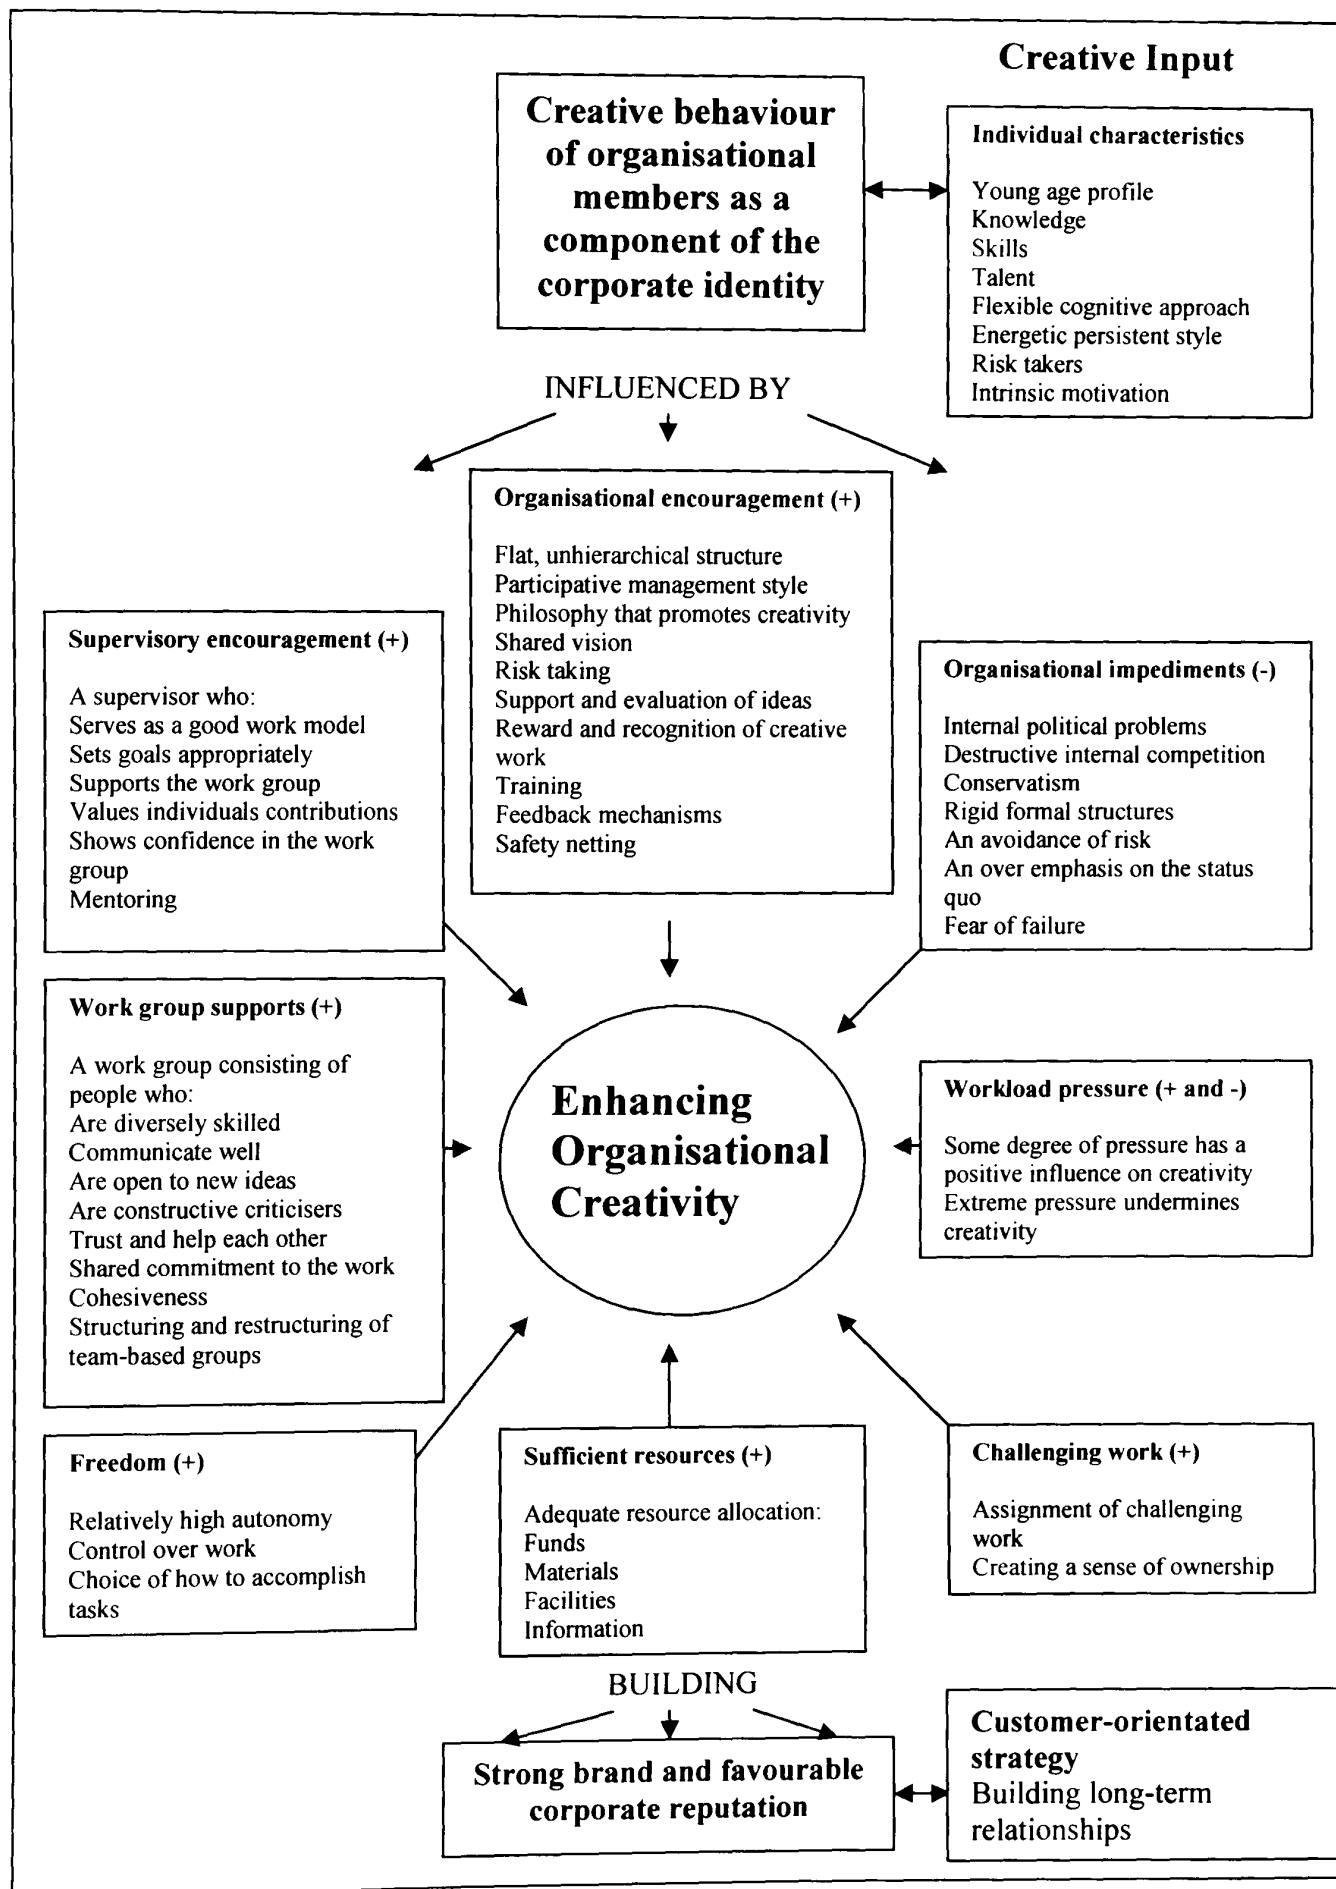 Creative Input
Creative behaviour
of organisational
members as a
component of the
corporate identity
Individual characteristics
Young age profile
Knowledge
Skills
Talent
Flexible cognitive approach
Energetic persistent style
Risk takers
Intrinsic motivation
INFLUENCED BY
Organisational encouragement (+)
Flat, unhierarchical structure
Participative management style
Philosophy that promotes creativity
Shared vision
Risk taking
Support and evaluation of ideas
Reward and recognition of creative
work
Training
Feedback mechanisms
Safety netting
Supervisory encouragement (+)
A supervisor who:
Serves as a good work model
Sets goals appropriately
Supports the work group
Values individuals contributions
Shows confidence in the work
group
Mentoring
Organisational impediments (-)
Internal political problems
Destructive internal competition
Conservatism
Rigid formal structures
An avoidance of risk
An over emphasis on the status
quo
Fear of failure
Work group supports (+)
A work group consisting of
people who:
Are diversely skilled
Communicate well
Are open to new ideas
Are constructive criticisers
Trust and help each other
Shared commitment to the work
Cohesiveness
Structuring and restructuring of
team-based groups
Enhancing
Organisational
Creativity
Workload pressure (+ and -)
Some degree of pressure has a
positive influence on creativity
Extreme pressure undermines
creativity
Freedom (+)
Relatively high autonomy
Control over work
Choice of how to accomplish
tasks
Sufficient resources (+)
Adequate resource allocation:
Funds
Materials
Facilities
Information
Challenging work (+)
Assignment of challenging
work
Creating a sense of ownership
BUILDING
Strong brand and favourable
corporate reputation
Customer-orientated
strategy
Building long-term
relationships